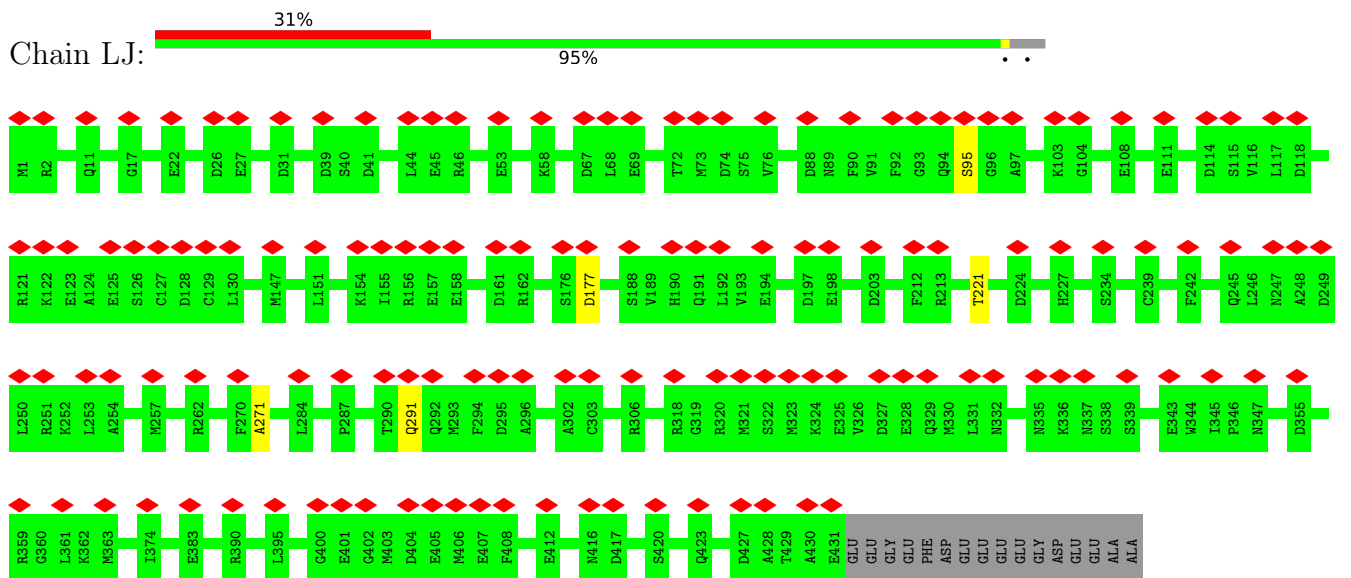 31%
Chain LJ:
95%
. .
M1 R2 Q11 G17 E22 D26 E27 D31 D39 S40 D41 L44 E45 R46 E53 K58 D67 L68 E69 T72 M73 D74 S75 V76 D88 N89 F90 V91 F92 G93 Q94 S95 G96 A97 K103 G104 E108 E111 D114 S115 V116 L117 D118
R121 K122 E123 A124 E125 S126 C127 D128 C129 L130 M147 L151 K154 I155 R156 E157 E158 D161 R162 S176 D177 S188 V189 H190 Q191 L192 V193 E194 D197 E198 D203 F212 R213 T221 D224 H227 S234 C239 F242 Q245 L246 N247 A248 D249
L250 R251 K252 L253 A254 M257 R262 F270 A271 L284 P287 T290 Q291 Q292 M293 F294 D295 A296 A302 C303 R306 R318 G319 R320 M321 S322 M323 K324 E325 V326 D327 E328 Q329 M330 L331 N332 N335 K336 N337 S338 S339 E343 W344 I345 P346 N347 D355
R359 G360 L361 K362 M363 I374 E383 R390 L395 G400 E401 G402 M403 D404 E405 M406 E407 F408 E412 N416 D417 S420 Q423 D427 A428 T429 A430 E431 GLU GLU GLY GLU PHE ASP GLU GLU GLU GLU GLY ASP GLU GLU ALA ALA